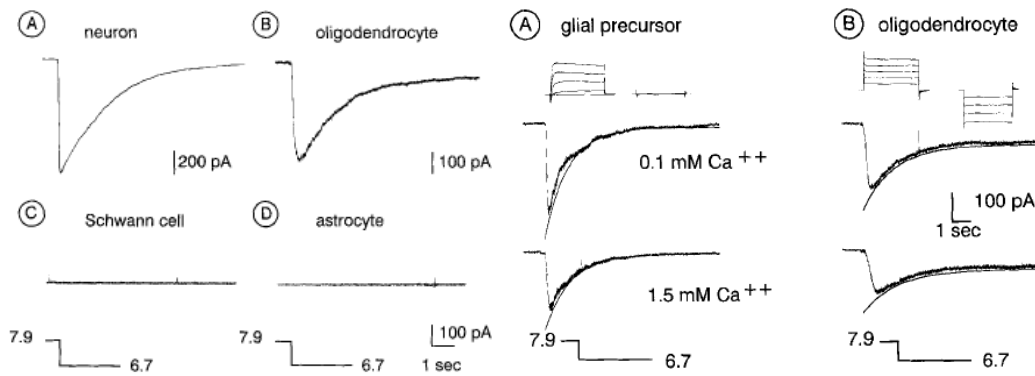 A neuron
B oligodendrocyte
200 pA
100 pA
C Schwann cell
D astrocyte
100 pA
1 sec
7.9
6.7
7.9
6.7
A glial precursor
0.1 mM Ca ++
1.5 mM Ca ++
7.9
6.7
B oligodendrocyte
100 pA
1 sec
7.9
6.7